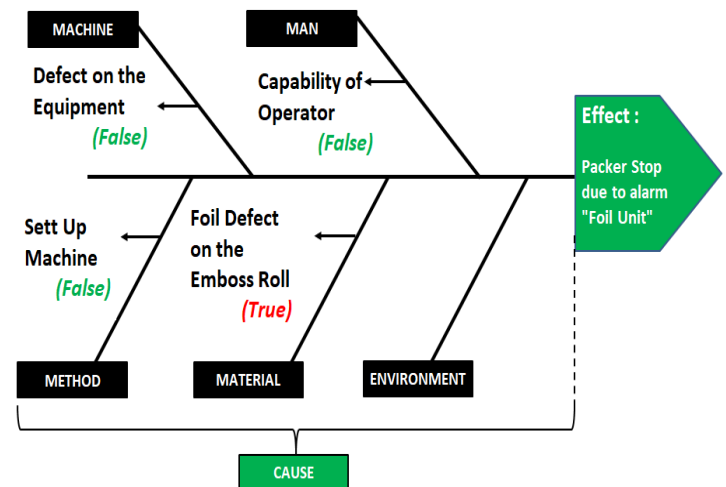 MACHINE
MAN
Defect on the
Equipment
(False)
Capability of
Operator
(False)
Effect :
Packer Stop
due to alarm
"Foil Unit"
Sett Up
Machine
(False)
Foil Defect
on the
Emboss Roll
(True)
METHOD
MATERIAL
ENVIRONMENT
CAUSE